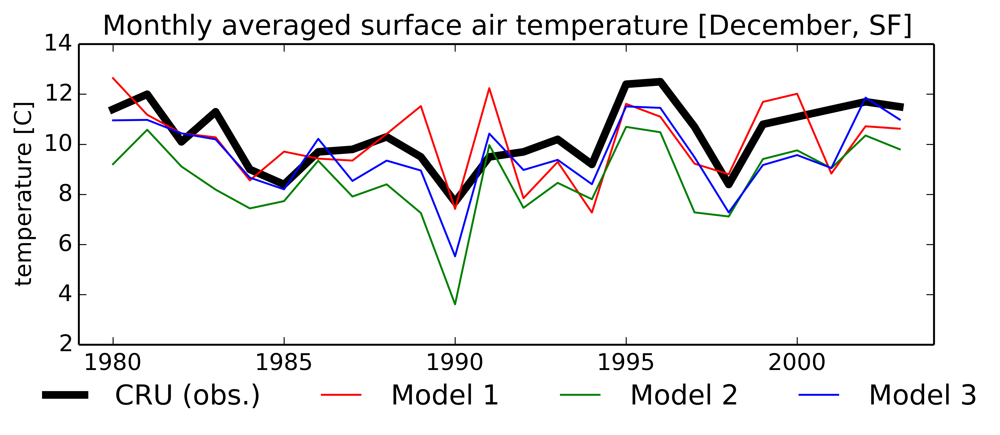 Monthly averaged surface air temperature [December, SF]
temperature [C]
14
12
10
8
6
4
2
1980 1985 1990 1995 2000
CRU (obs.) Model 1 Model 2 Model 3